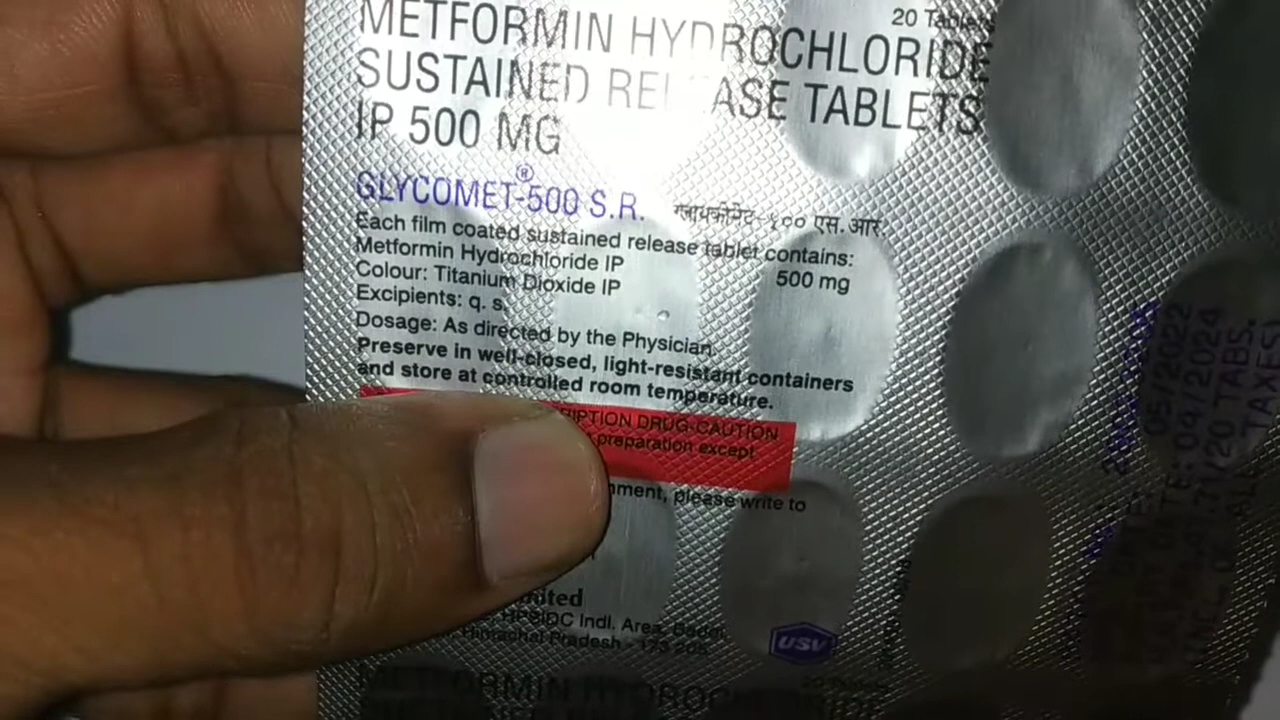 20 Tablets
METFORMIN HYDROCHLORIDE
SUSTAINED RELEASE TABLETS
IP 500 MG
GLYCOMET®-500 S.R. ग्लायकोमेट-५०० एस.आर.
Each film coated sustained release tablet contains:
Metformin Hydrochloride IP 500 mg
Colour: Titanium Dioxide IP
Excipients: q. s.
Dosage: As directed by the Physician.
Preserve in well-closed, light-resistant containers
and store at controlled room temperature.
DRUG-CAUTION
preparation except
please write to
HPSIDC Indl. Area, Baddi
Himachal Pradesh - 173 205.
USV
METFORMIN HYDROCHLORIDE
05/2022
DATE: 04/2024
/20 TABS.
TAXES)